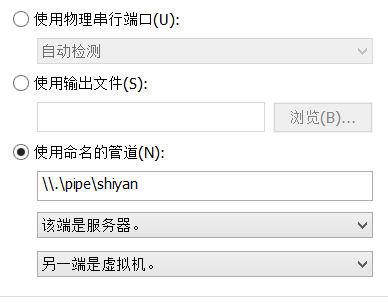 使用物理串行端口(U):
自动检测
使用输出文件(S):
浏览(B)...
使用命名的管道(N):
\\.\pipe\shiyan
该端是服务器。
另一端是虚拟机。